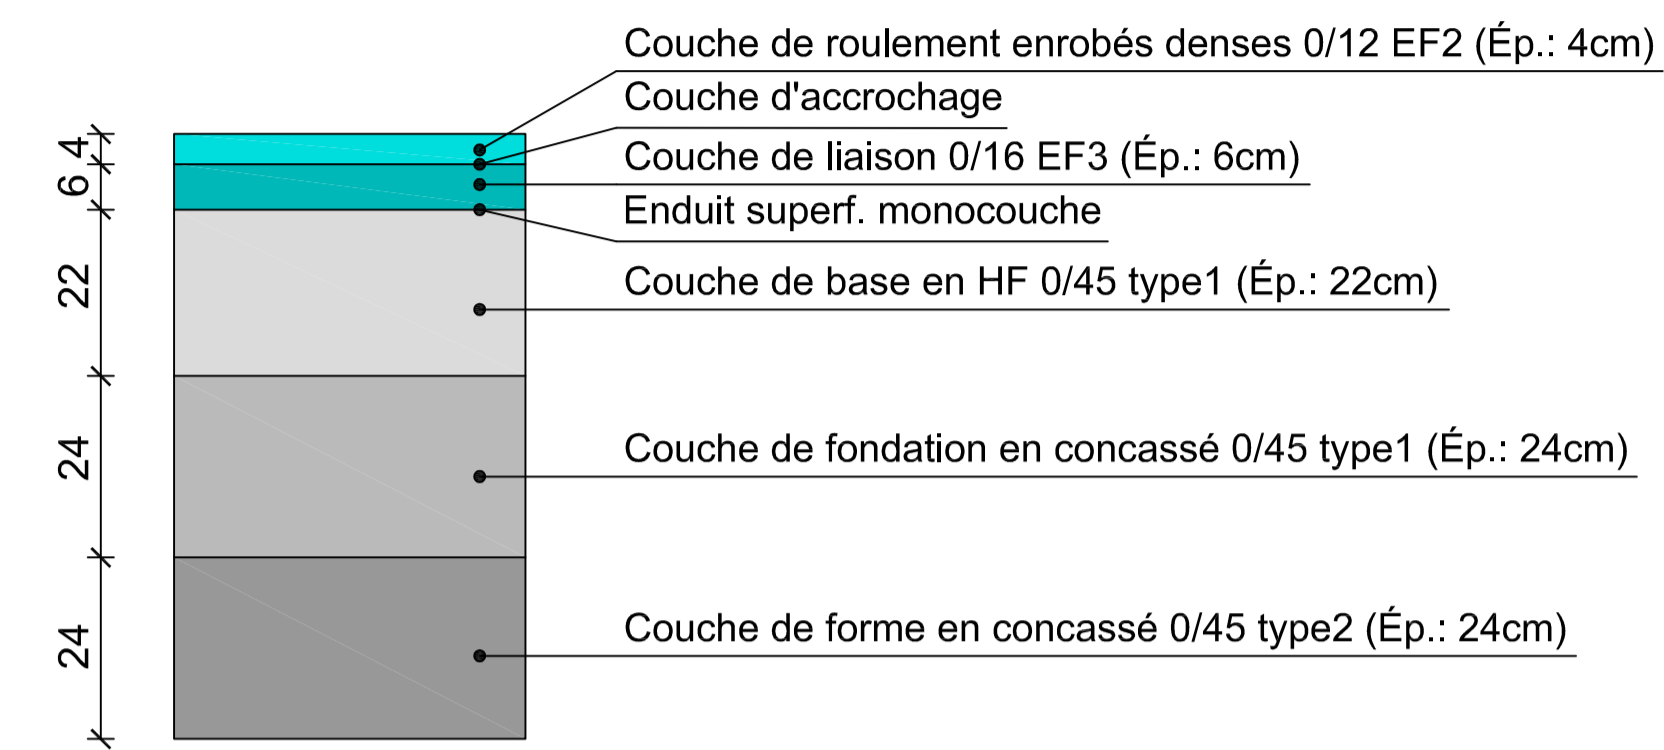 Couche de roulement enrobés denses 0/12 EF2 (Ép.: 4cm)
Couche d'accrochage
Couche de liaison 0/16 EF3 (Ép.: 6cm)
Enduit superf. monocouche
Couche de base en HF 0/45 type1 (Ép.: 22cm)
Couche de fondation en concassé 0/45 type1 (Ép.: 24cm)
Couche de forme en concassé 0/45 type2 (Ép.: 24cm)
4
6
22
24
24